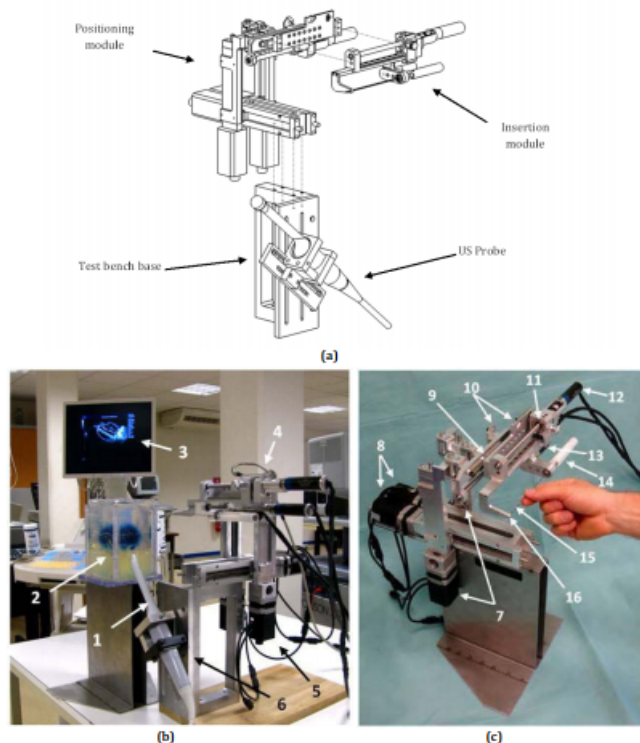 Positioning
module
Insertion
module
Test bench base
US Probe
(a)
3
4
2
1
6
5
(b)
11
10
12
9
13
8
14
15
7
16
(c)